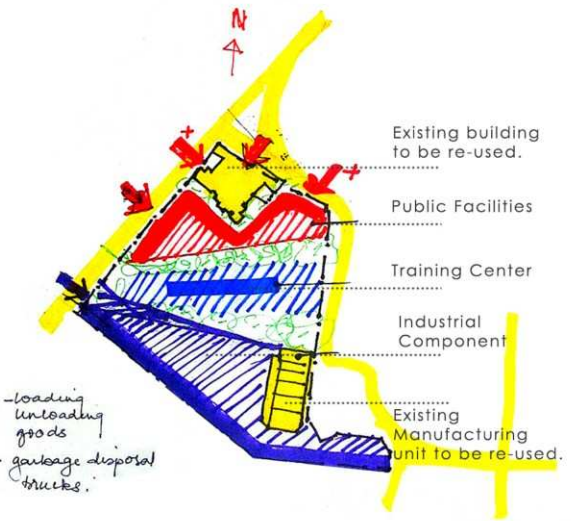 N
Existing building
to be re-used.
Public Facilities
Training Center
Industrial
Component
-loading
unloading
goods
garbage disposal
trucks.
Existing
Manufacturing
unit to be re-used.